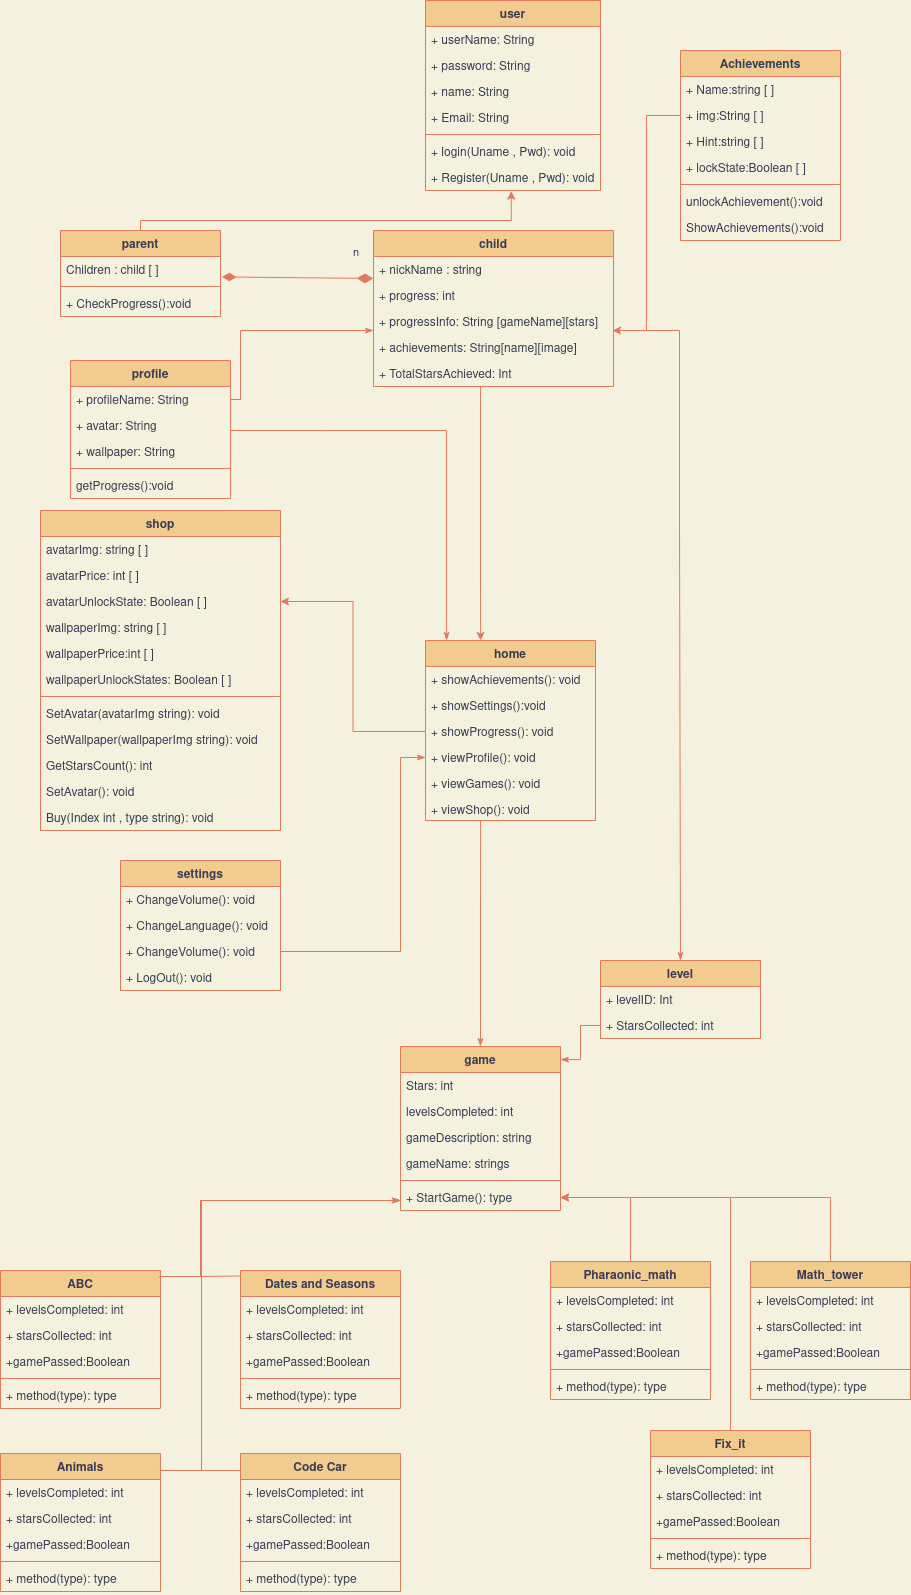 user
+ userName: String
+ password: String
+ name: String
+ Email: String
+ login(Uname , Pwd): void
+ Register(Uname , Pwd): void
Achievements
+ Name:string [ ]
+ img:String [ ]
+ Hint:string [ ]
+ lockState:Boolean [ ]
unlockAchievement():void
ShowAchievements():void
parent
Children : child [ ]
+ CheckProgress():void
n
child
+ nickName : string
+ progress: int
+ progressInfo: String [gameName][stars]
+ achievements: String[name][image]
+ TotalStarsAchieved: Int
profile
+ profileName: String
+ avatar: String
+ wallpaper: String
getProgress():void
shop
avatarImg: string [ ]
avatarPrice: int [ ]
avatarUnlockState: Boolean [ ]
wallpaperImg: string [ ]
wallpaperPrice:int [ ]
wallpaperUnlockStates: Boolean [ ]
SetAvatar(avatarImg string): void
SetWallpaper(wallpaperImg string): void
GetStarsCount(): int
SetAvatar(): void
Buy(Index int , type string): void
home
+ showAchievements(): void
+ showSettings():void
+ showProgress(): void
+ viewProfile(): void
+ viewGames(): void
+ viewShop(): void
settings
+ ChangeVolume(): void
+ ChangeLanguage(): void
+ ChangeVolume(): void
+ LogOut(): void
level
+ levelID: Int
+ StarsCollected: int
game
Stars: int
levelsCompleted: int
gameDescription: string
gameName: strings
+ StartGame(): type
ABC
+ levelsCompleted: int
+ starsCollected: int
+gamePassed:Boolean
+ method(type): type
Dates and Seasons
+ levelsCompleted: int
+ starsCollected: int
+gamePassed:Boolean
+ method(type): type
Pharaonic_math
+ levelsCompleted: int
+ starsCollected: int
+gamePassed:Boolean
+ method(type): type
Math_tower
+ levelsCompleted: int
+ starsCollected: int
+gamePassed:Boolean
+ method(type): type
Animals
+ levelsCompleted: int
+ starsCollected: int
+gamePassed:Boolean
+ method(type): type
Code Car
+ levelsCompleted: int
+ starsCollected: int
+gamePassed:Boolean
+ method(type): type
Fix_it
+ levelsCompleted: int
+ starsCollected: int
+gamePassed:Boolean
+ method(type): type